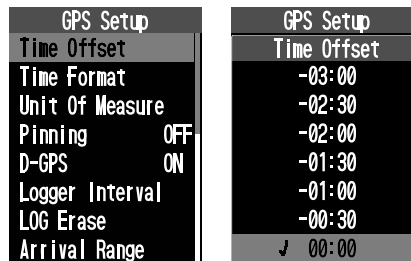 GPS Setup
Time Offset
Time Format
Unit Of Measure
Pinning OFF
D-GPS ON
Logger Interval
LOG Erase
Arrival Range
GPS Setup
Time Offset
-03:00
-02:30
-02:00
-01:30
-01:00
-00:30
✓ 00:00